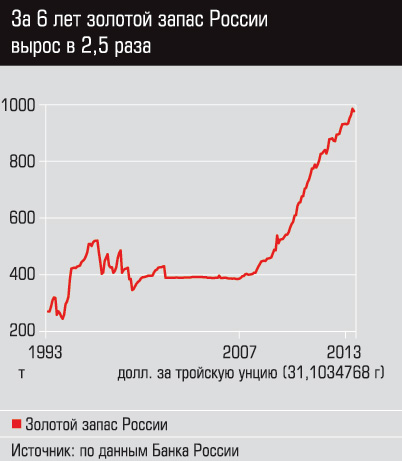 За 6 лет золотой запас России
вырос в 2,5 раза
1000
800
600
400
200
1993 2007 2013
т долл. за тройскую унцию (31,1034768 г)
Золотой запас России
Источник: по данным Банка России